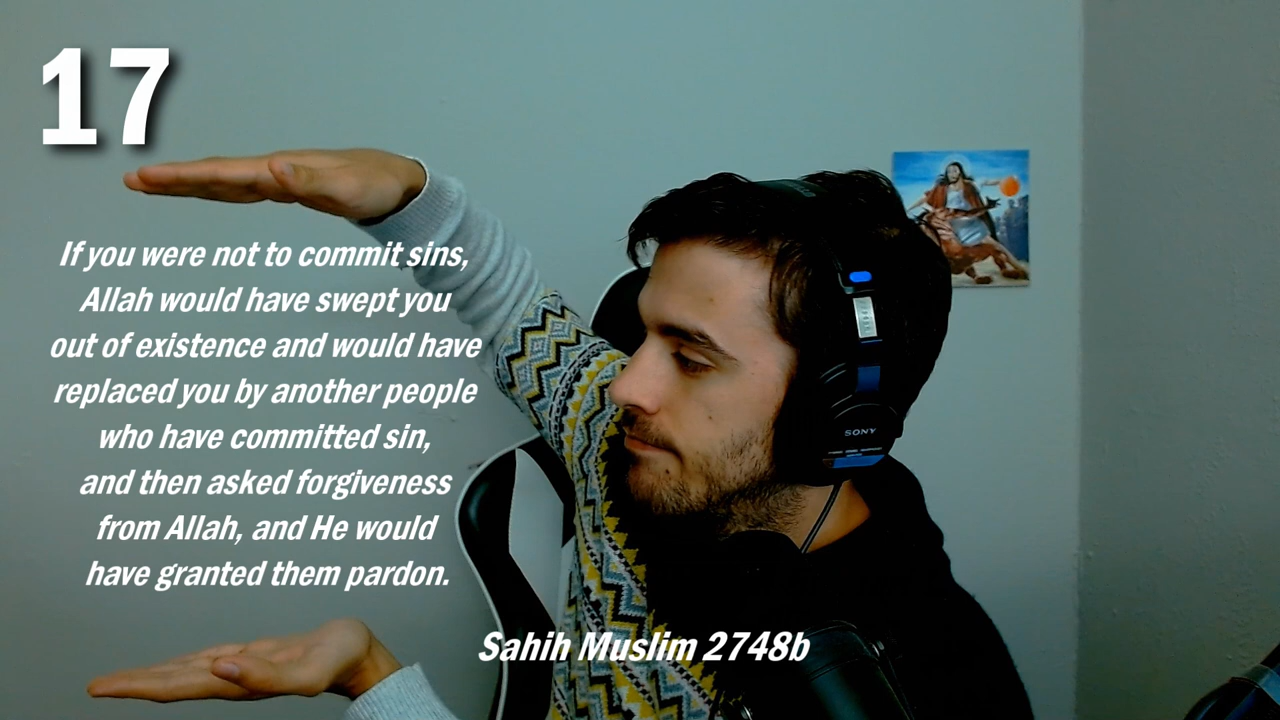 17
If you were not to commit sins,
Allah would have swept you
out of existence and would have
replaced you by another people
who have committed sin,
and then asked forgiveness
from Allah, and He would
have granted them pardon.
SONY
Sahih Muslim 2748b